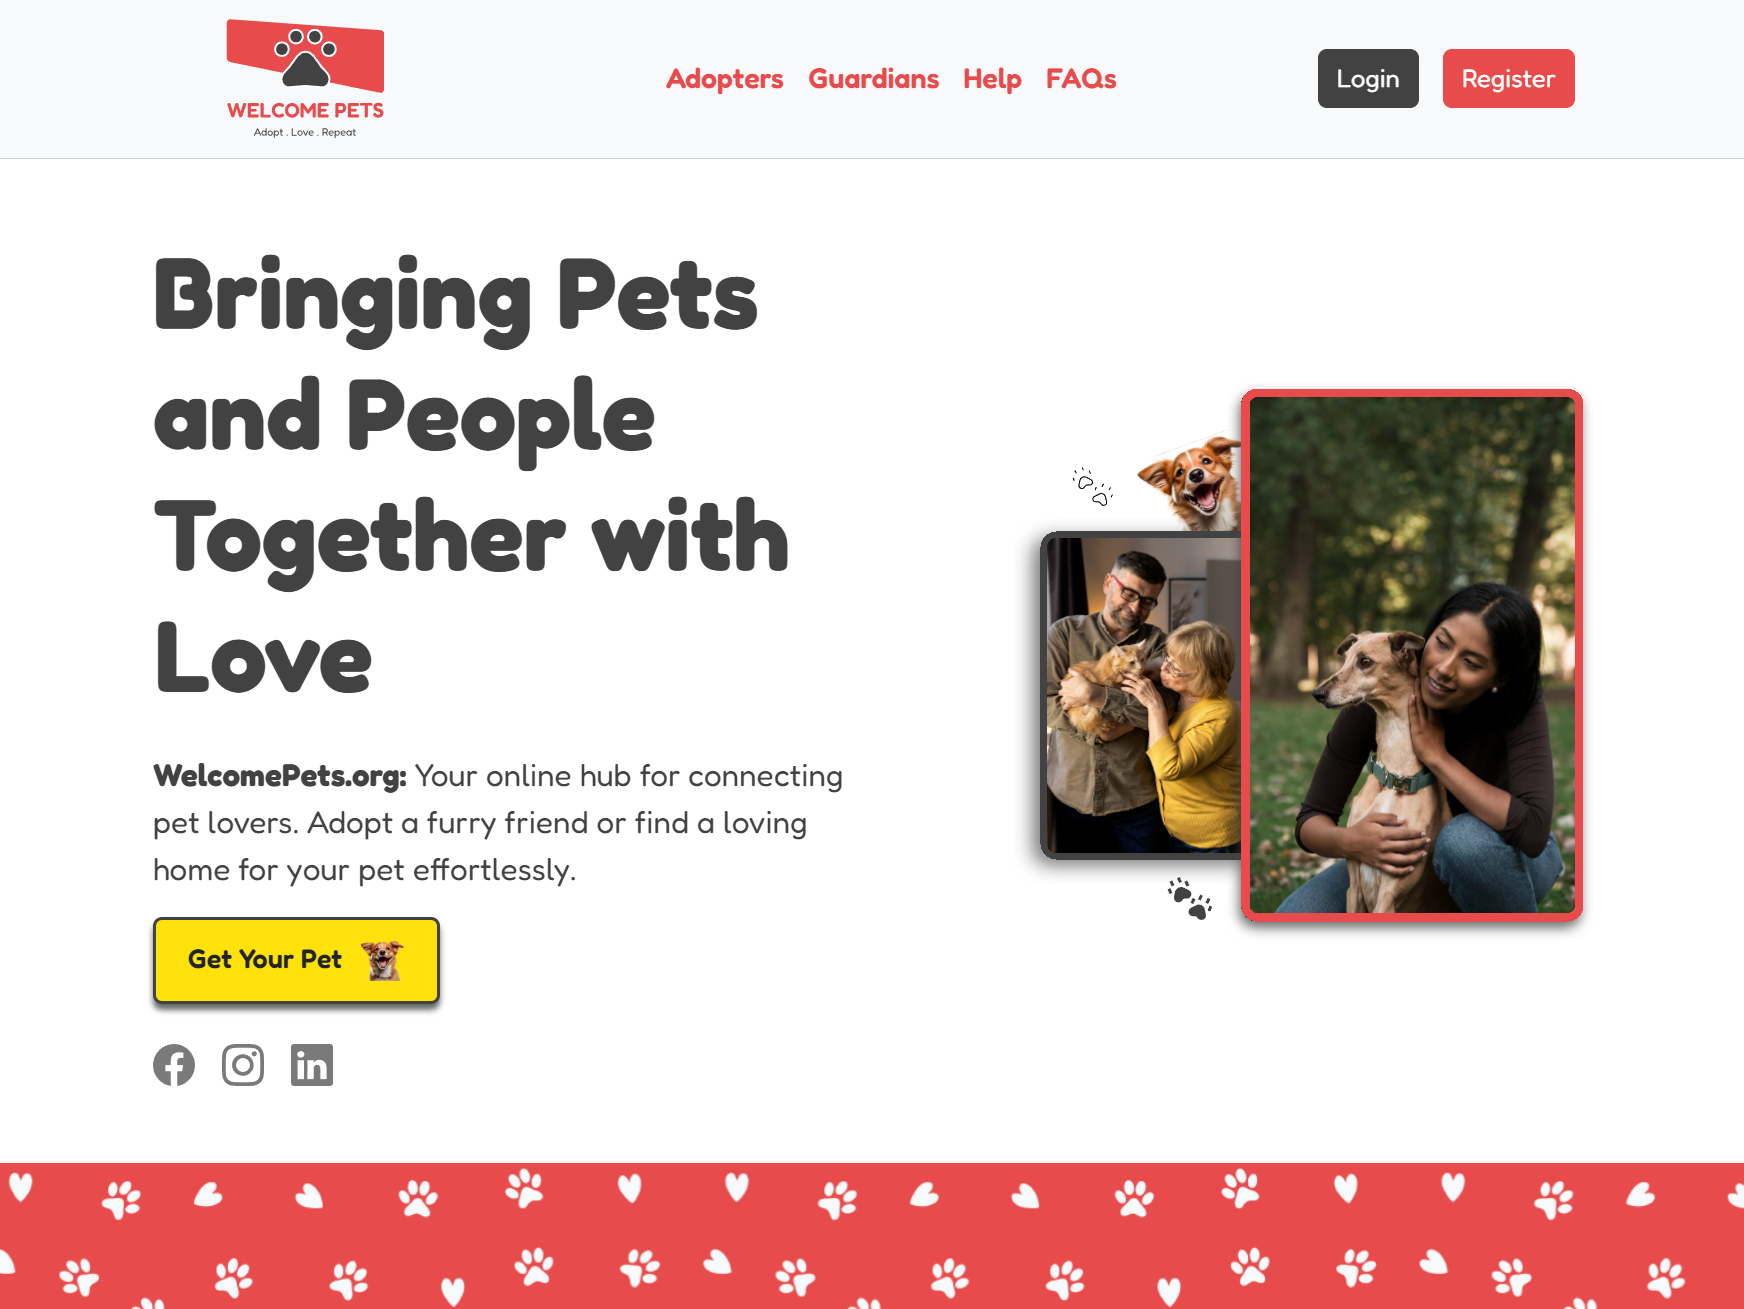 WELCOME PETS
Adopt . Love . Repeat
Adopters Guardians Help FAQs
Login
Register
Bringing Pets
and People
Together with
Love
WelcomePets.org: Your online hub for connecting
pet lovers. Adopt a furry friend or find a loving
home for your pet effortlessly.
Get Your Pet